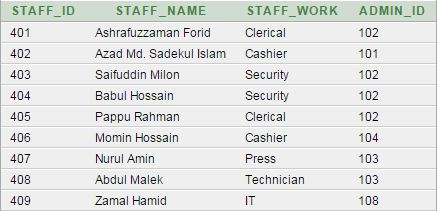 STAFF_ID STAFF_NAME STAFF_WORK ADMIN_ID
401 Ashrafuzzaman Forid Clerical 102
402 Azad Md. Sadekul Islam Cashier 101
403 Saifuddin Milon Security 102
404 Babul Hossain Security 102
405 Pappu Rahman Clerical 102
406 Momin Hossain Cashier 104
407 Nurul Amin Press 103
408 Abdul Malek Technician 103
409 Zamal Hamid IT 108